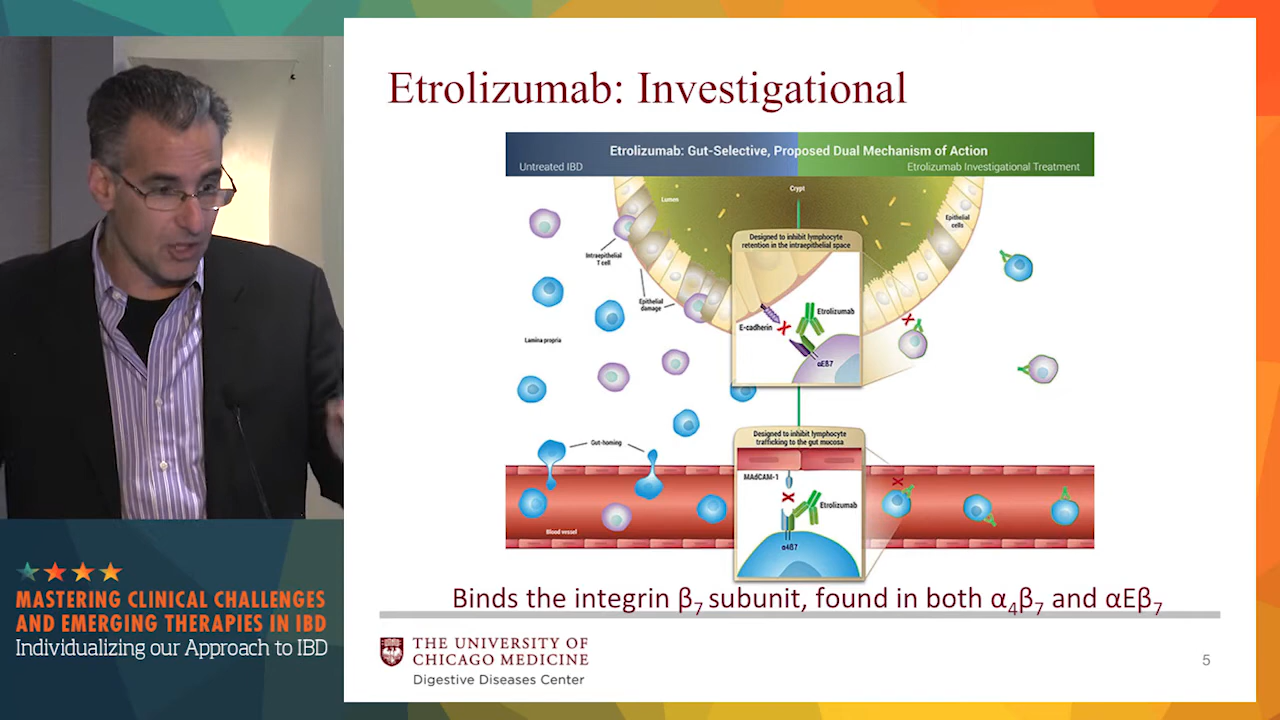 Etrolizumab: Investigational
Etrolizumab: Gut-Selective, Proposed Dual Mechanism of Action
Untreated IBD
Etrolizumab Investigational Treatment
Crypt
Lumen
Epithelial
cells
Designed to inhibit lymphocyte
retention in the intraepithelial space
Intraepithelial
T cell
Epithelial
damage
Etrolizumab
E-cadherin
αEβ7
Lamina propria
Designed to inhibit lymphocyte
trafficking to the gut mucosa
Gut-homing
MAdCAM-1
Etrolizumab
α4β7
Blood vessel
Binds the integrin β₇ subunit, found in both α₄β₇ and αEβ₇
MASTERING CLINICAL CHALLENGES
AND EMERGING THERAPIES IN IBD
Individualizing our Approach to IBD
THE UNIVERSITY OF
CHICAGO MEDICINE
Digestive Diseases Center
5